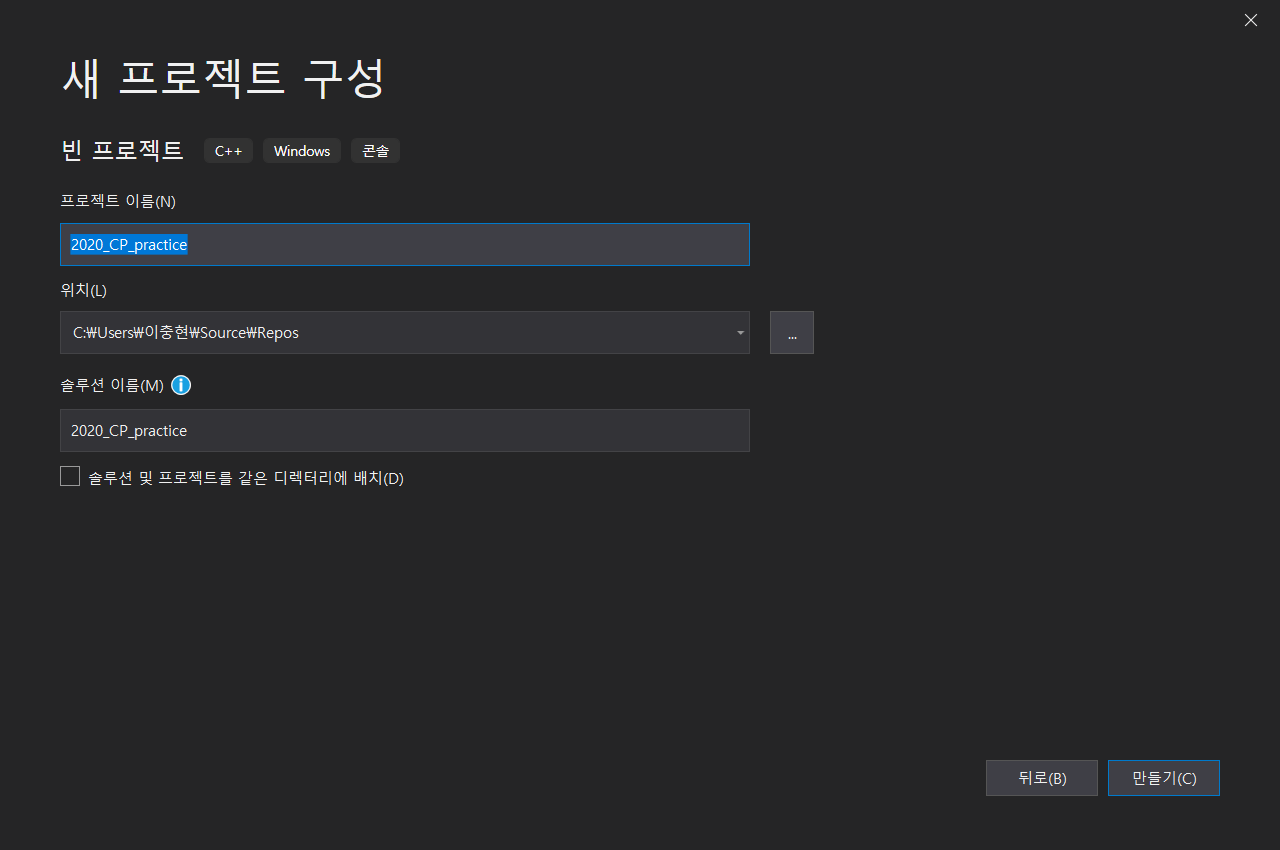 새 프로젝트 구성
빈 프로젝트 C++ Windows 콘솔
프로젝트 이름(N)
2020_CP_practice
위치(L)
C:₩Users₩이중현₩Source₩Repos
...
솔루션 이름(M)
2020_CP_practice
솔루션 및 프로젝트를 같은 디렉터리에 배치(D)
뒤로(B) 만들기(C)